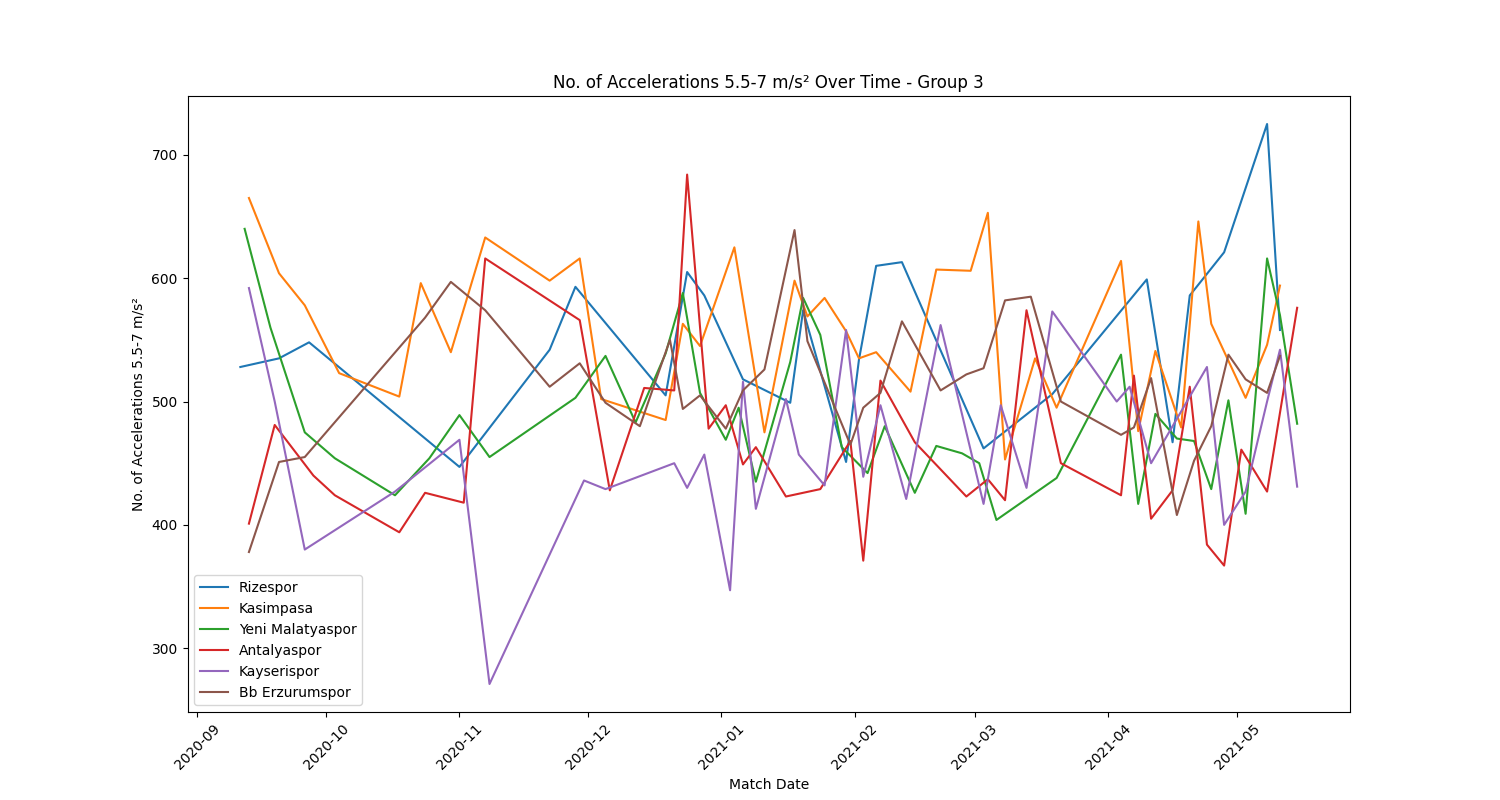 No. of Accelerations 5.5-7 m/s² Over Time - Group 3
No. of Accelerations 5.5-7 m/s²
700
600
500
400
300
Rizespor
Kasimpasa
Yeni Malatyaspor
Antalyaspor
Kayserispor
Bb Erzurumspor
2020-09
2020-10
2020-11
2020-12
2021-01
2021-02
2021-03
2021-04
2021-05
Match Date